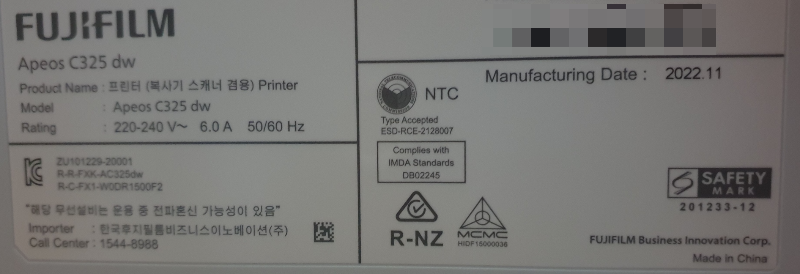 FUJIFILM
Apeos C325 dw
Product Name : 프린터 (복사기 스캐너 겸용) Printer
Model : Apeos C325 dw
Rating : 220-240 V~ 6.0 A 50/60 Hz
ZU101229-20001
R-R-FXK-AC325dw
R-C-FX1-W0DR1500F2
"해당 무선설비는 운용 중 전파혼신 가능성이 있음"
Importer : 한국후지필름비즈니스이노베이션(주)
Call Center : 1544-8988
Manufacturing Date : 2022.11
NTC
Type Accepted
ESD-RCE-2128007
Complies with
IMDA Standards
DB02245
R-NZ
MCMC
HIDF15000038
SAFETY
MARK
201233-12
FUJIFILM Business Innovation Corp.
Made in China